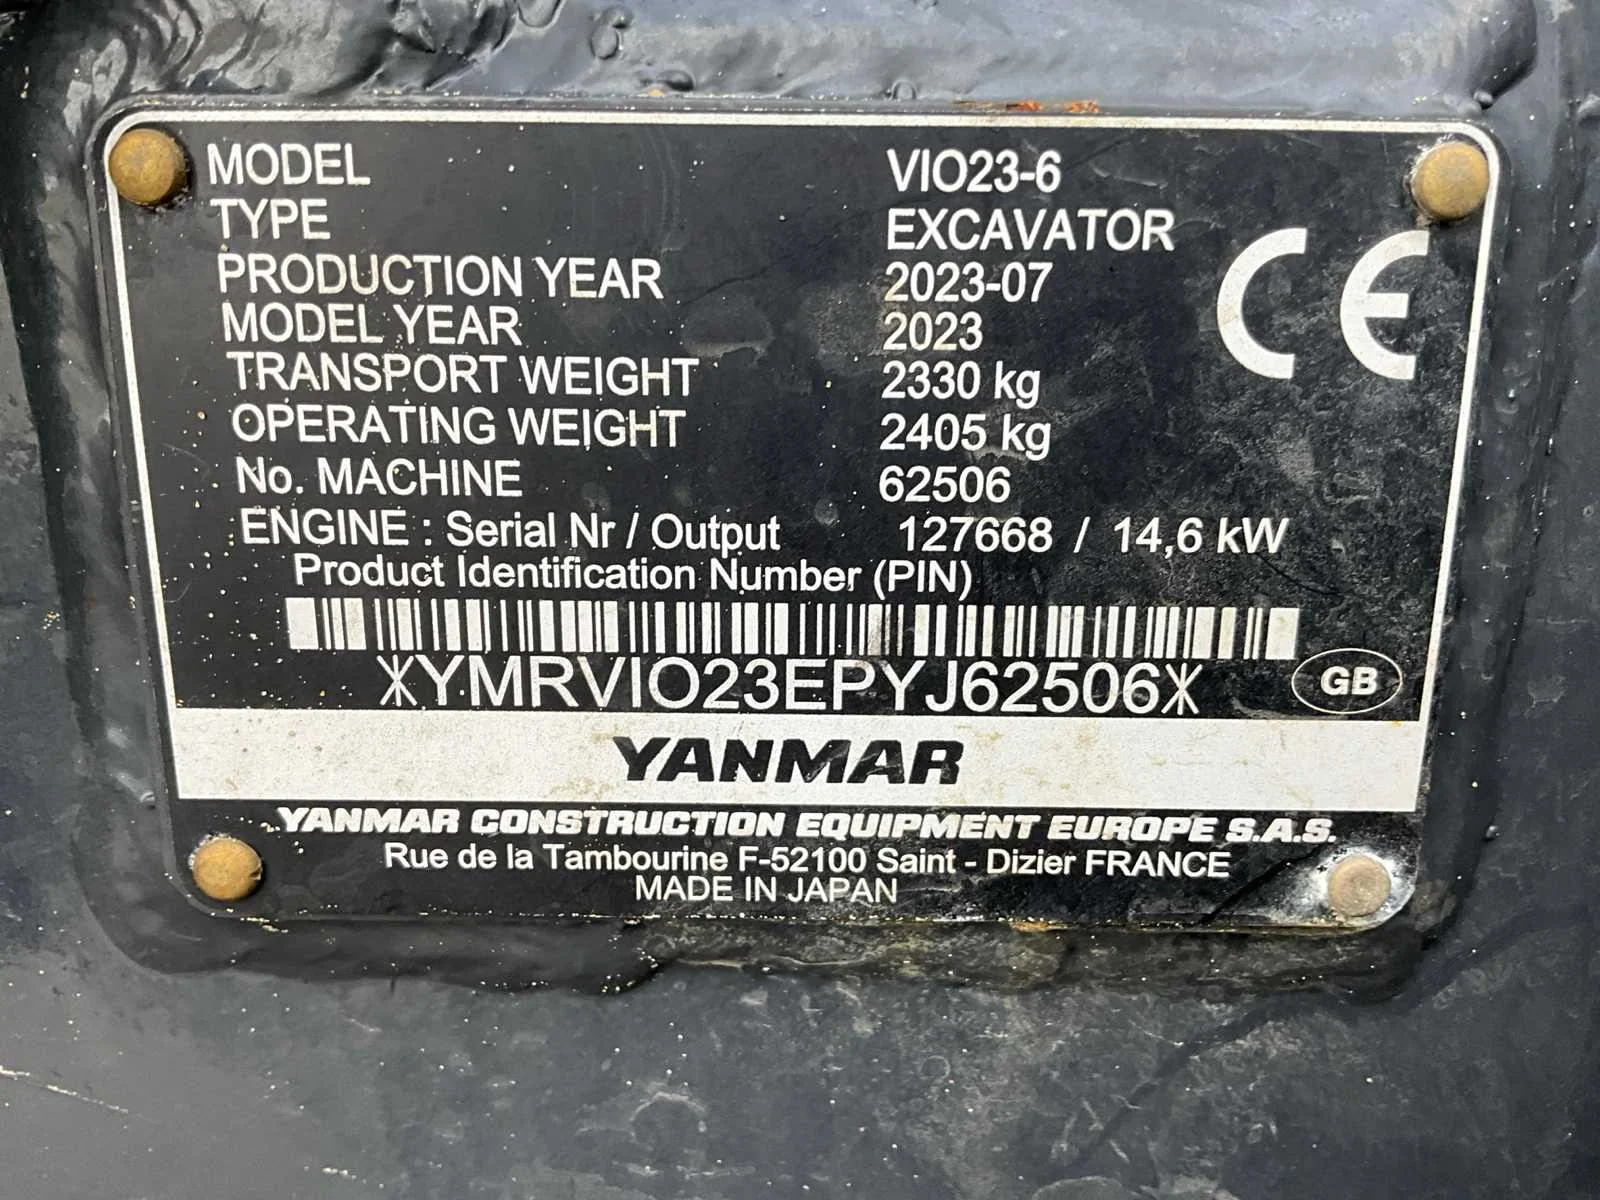 MODEL VIO23-6
TYPE EXCAVATOR
PRODUCTION YEAR 2023-07
MODEL YEAR 2023
TRANSPORT WEIGHT 2330 kg
OPERATING WEIGHT 2405 kg
No. MACHINE 62506
ENGINE : Serial Nr / Output 127668 / 14,6 kW
CE
Product Identification Number (PIN)
*YMRVIO23EPYJ62506*
GB
YANMAR
YANMAR CONSTRUCTION EQUIPMENT EUROPE S.A.S.
Rue de la Tambourine F-52100 Saint - Dizier FRANCE
MADE IN JAPAN